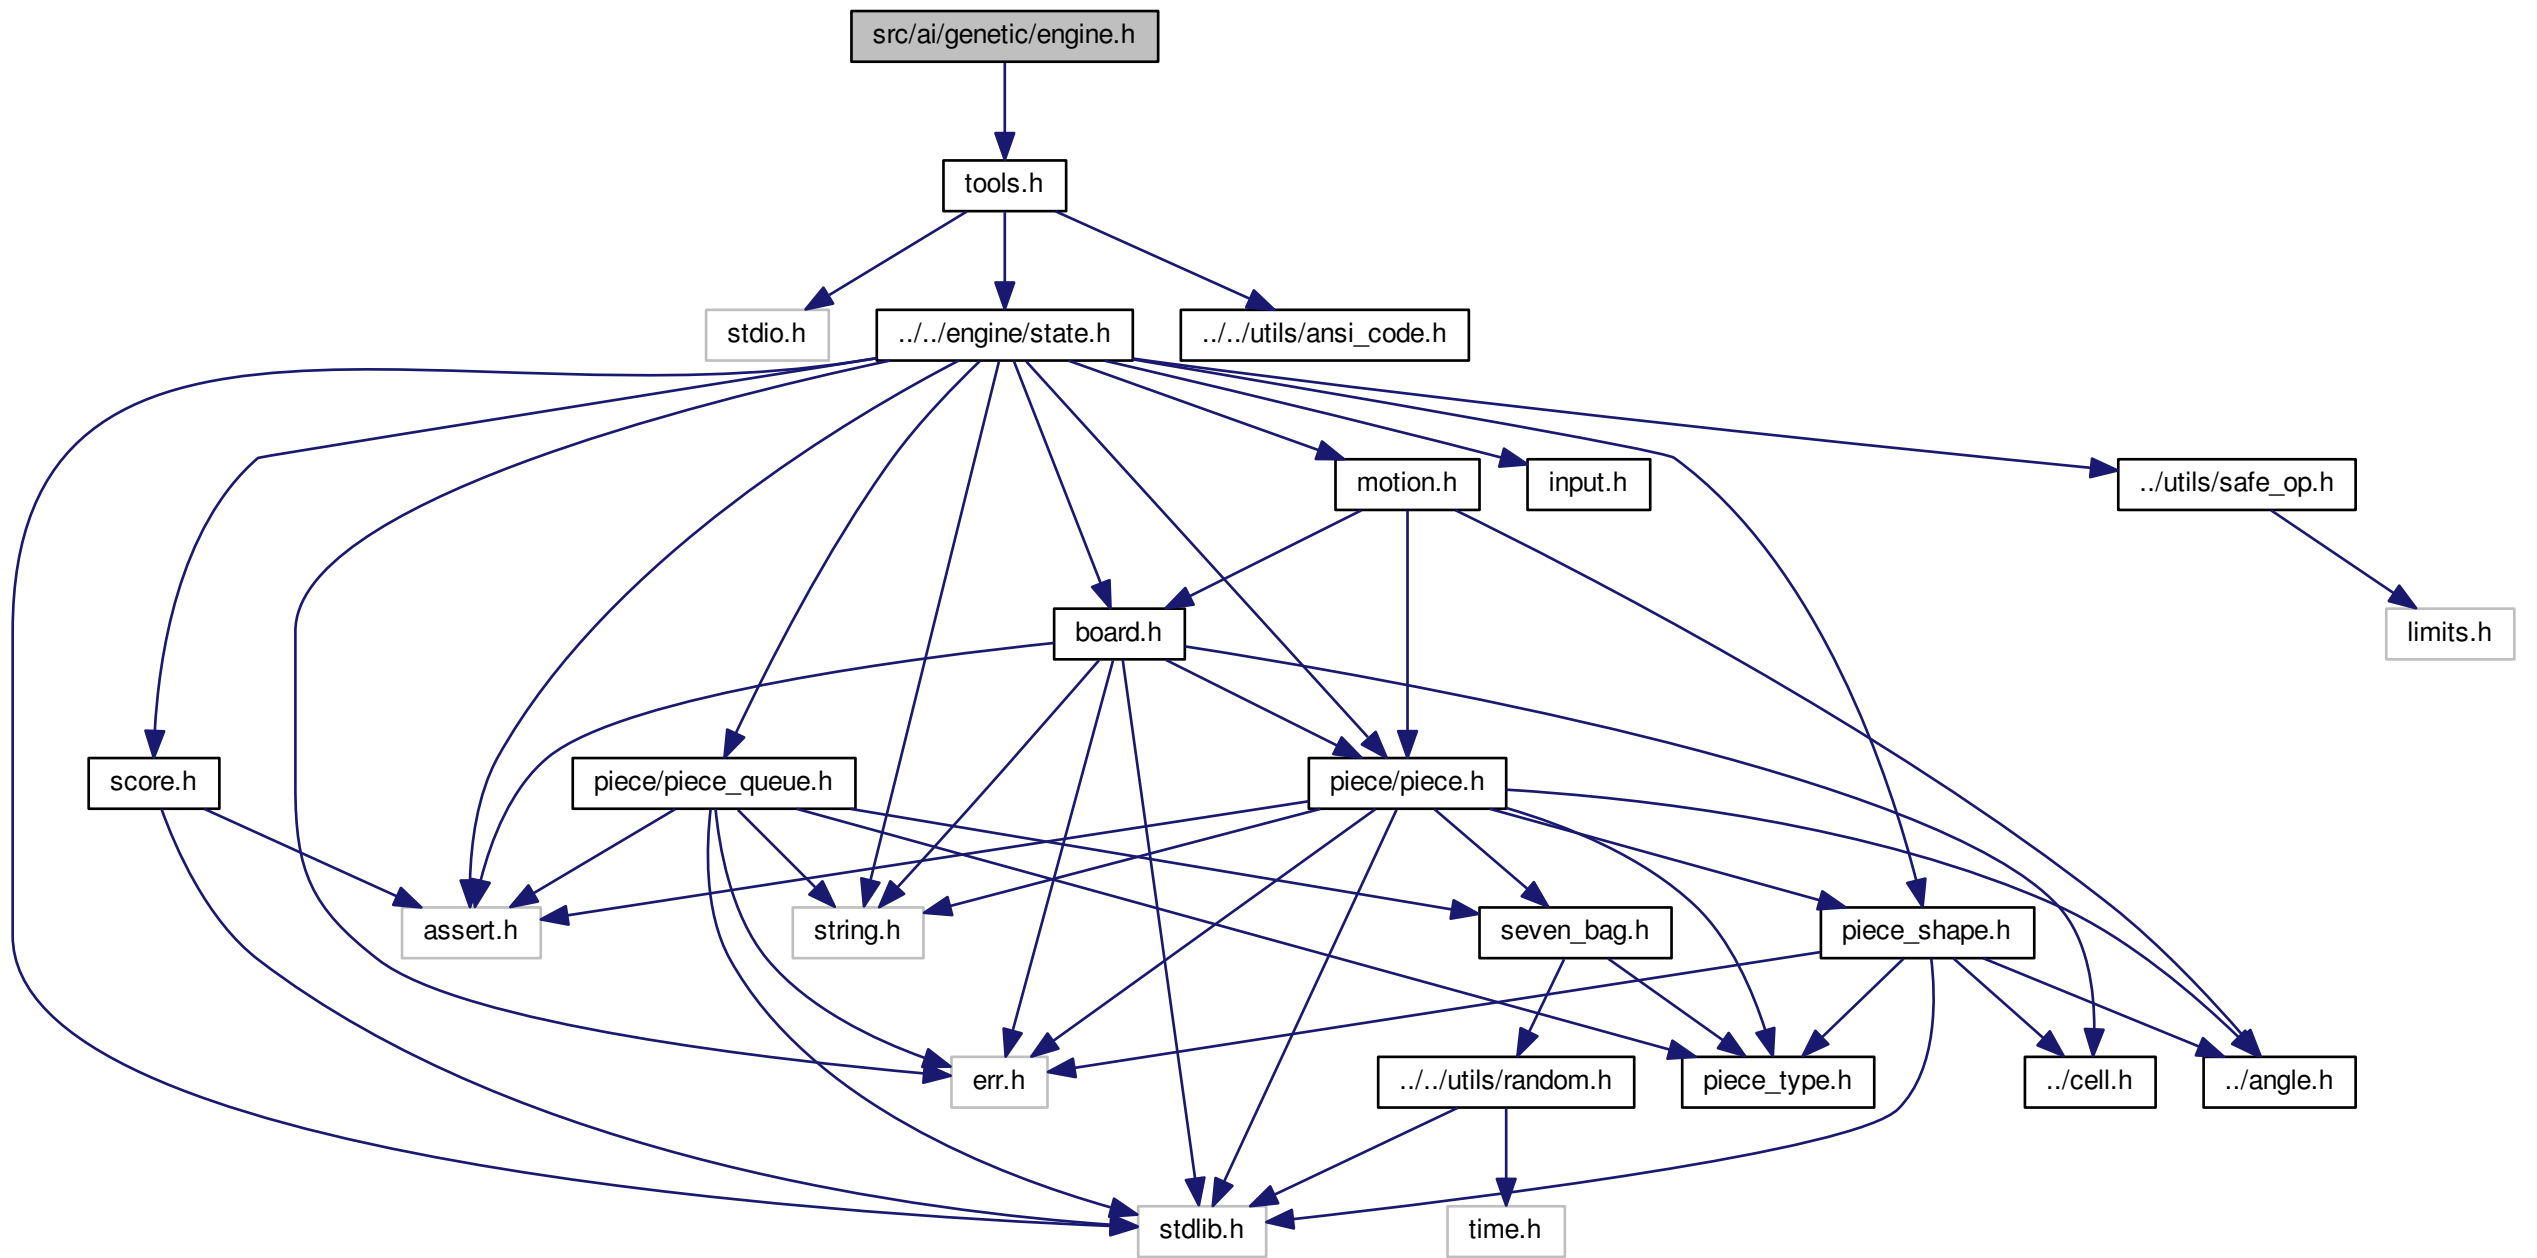 src/ai/genetic/engine.h
tools.h
stdio.h
../../engine/state.h
../../utils/ansi_code.h
motion.h
input.h
../utils/safe_op.h
board.h
limits.h
score.h
piece/piece_queue.h
piece/piece.h
assert.h
string.h
seven_bag.h
piece_shape.h
err.h
../../utils/random.h
piece_type.h
../cell.h
../angle.h
stdlib.h
time.h